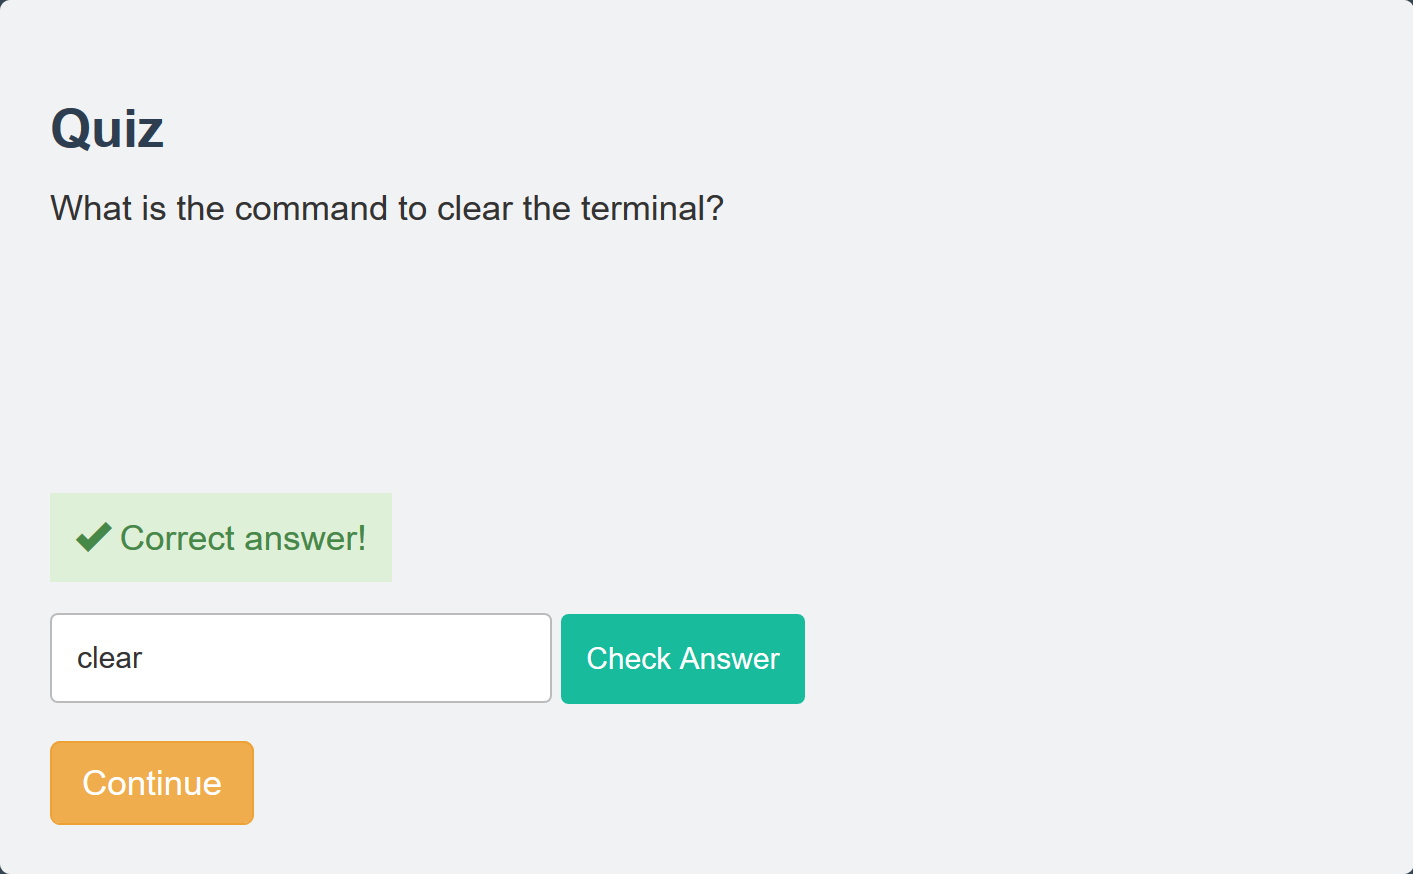 Quiz
What is the command to clear the terminal?
Correct answer!
clear
Check Answer
Continue